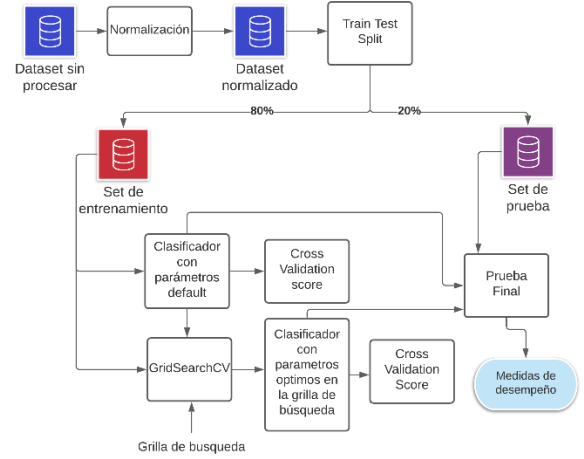 Normalización
Train Test
Split
Dataset sin
procesar
Dataset
normalizado
80%
20%
Set de
entrenamiento
Set de
prueba
Clasificador
con
parámetros
default
Cross
Validation
score
Prueba
Final
GridSearchCV
Clasificador
con
parametros
optimos en
la grilla de
búsqueda
Cross
Validation
Score
Medidas de
desempeño
Grilla de busqueda